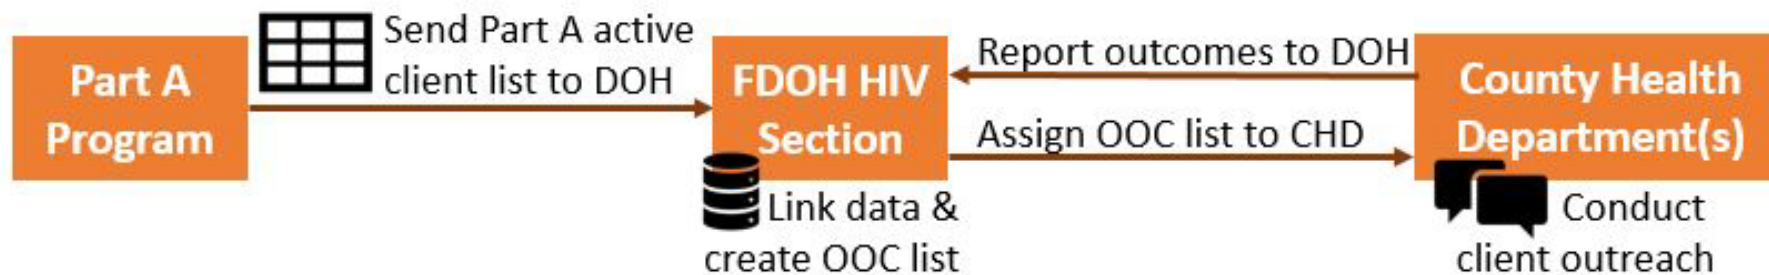 Part A
Program
Send Part A active
client list to DOH
FDOH HIV
Section
Link data &
create OOC list
Report outcomes to DOH
Assign OOC list to CHD
County Health
Department(s)
Conduct
client outreach